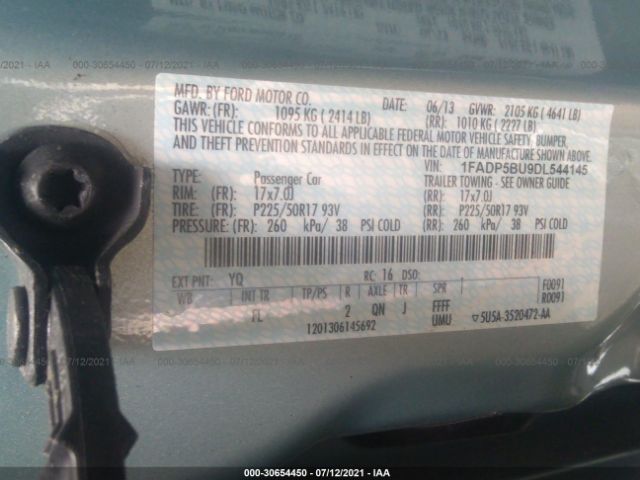 000-30654450 - 07/12/2021 - IAA
MFD. BY FORD MOTOR CO.
DATE: 06/13 GVWR: 2105 KG ( 4641 LB)
GAWR: (FR): 1095 KG ( 2414 LB) (RR): 1010 KG ( 2227 LB)
THIS VEHICLE CONFORMS TO ALL APPLICABLE FEDERAL MOTOR VEHICLE SAFETY, BUMPER,
AND THEFT PREVENTION STANDARDS IN EFFECT ON THE DATE OF MANUFACTURE SHOWN ABOVE.
VIN: 1FADP5BU9DL544145
TYPE: Passenger Car TRAILER TOWING - SEE OWNER GUIDE
RIM: (FR): 17x7.0J (RR): 17x7.0J
TIRE: (FR): P225/50R17 93V (RR): P225/50R17 93V
PRESSURE: (FR): 260 kPa/ 38 PSI COLD (RR): 260 kPa/ 38 PSI COLD
EXT PNT: YQ RC: 16 DSO: F0091
R0091
WB INT TR TP/PS R AXLE TR SPR
FL 2 QN J FFFF
UMU
1201306145692
5U5A-3520472-AA
000-30654450 - 07/12/2021 - IAA